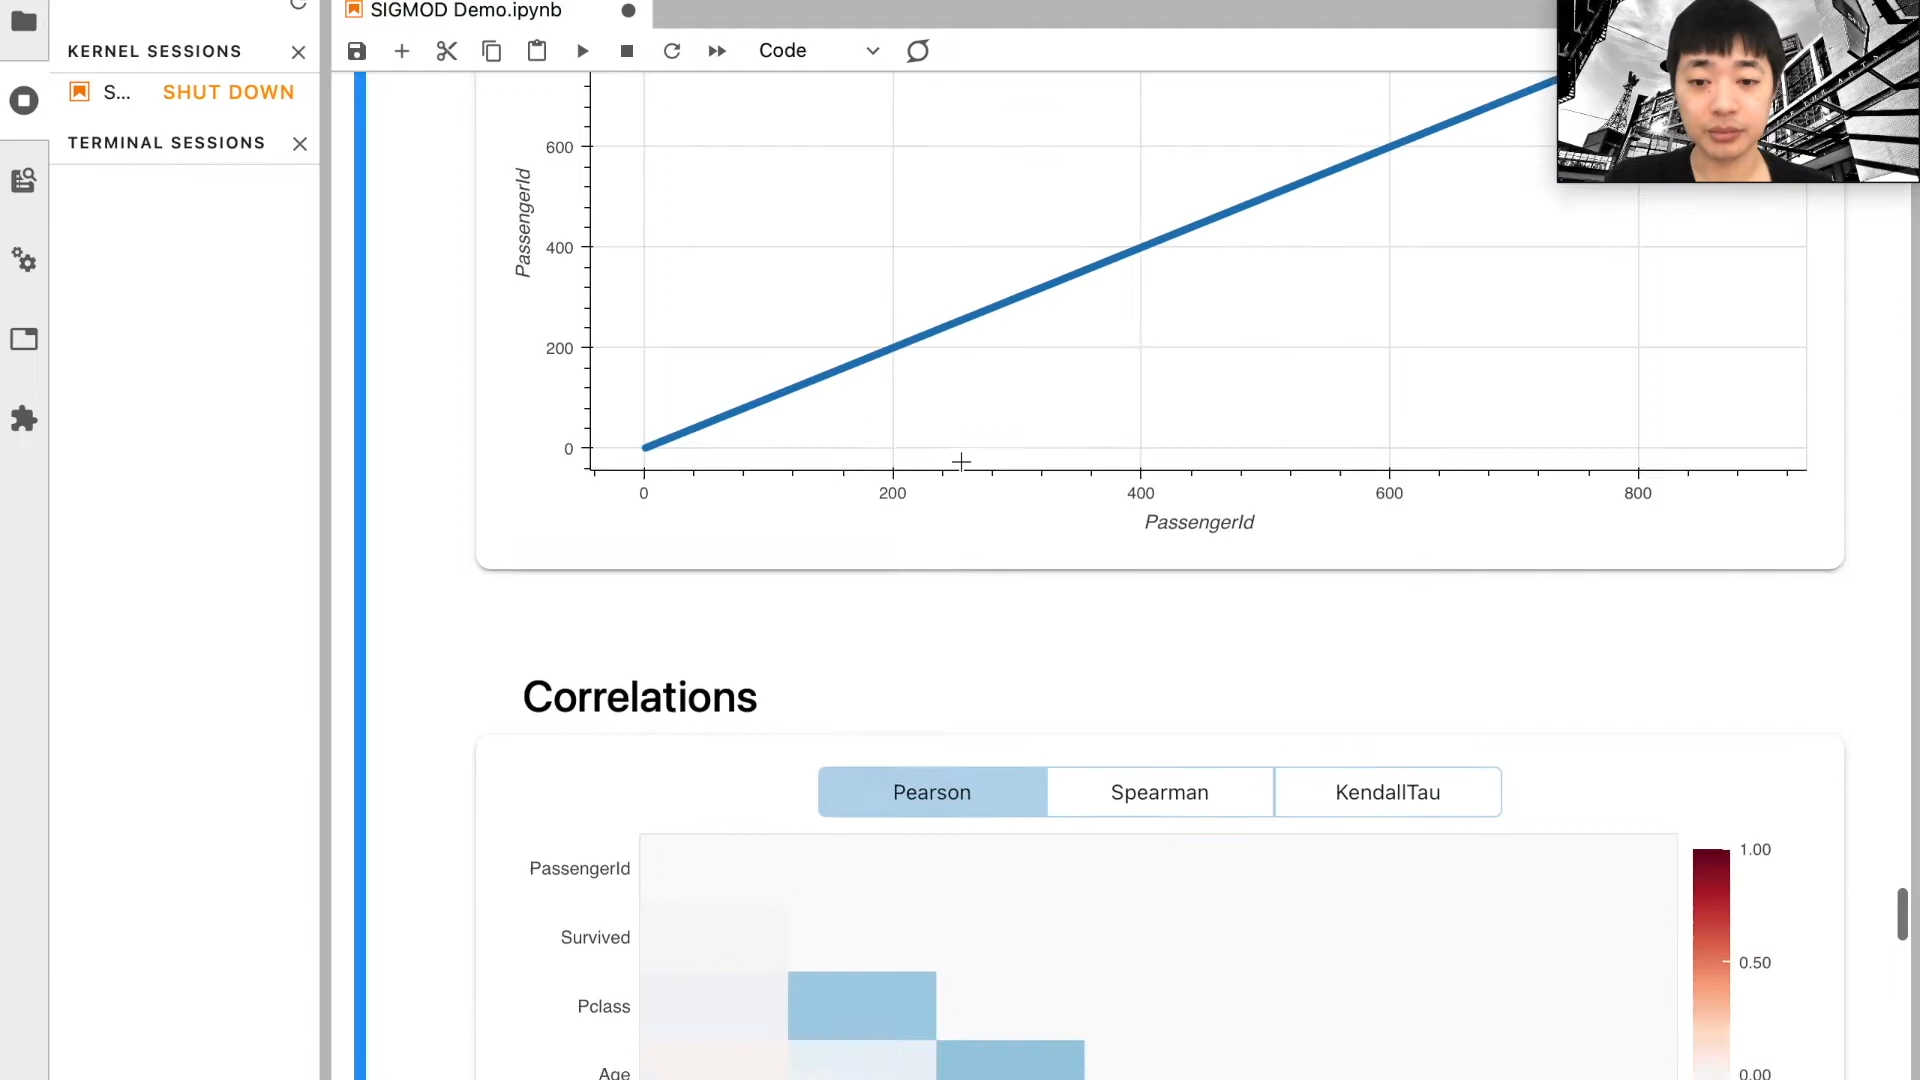 SIGMOD Demo.ipynb
KERNEL SESSIONS
S... SHUT DOWN
TERMINAL SESSIONS
Code
600
400
200
0
PassengerId
0 200 400 600 800
PassengerId
Correlations
Pearson Spearman KendallTau
PassengerId
Survived
Pclass
Age
1.00
0.50
0.00